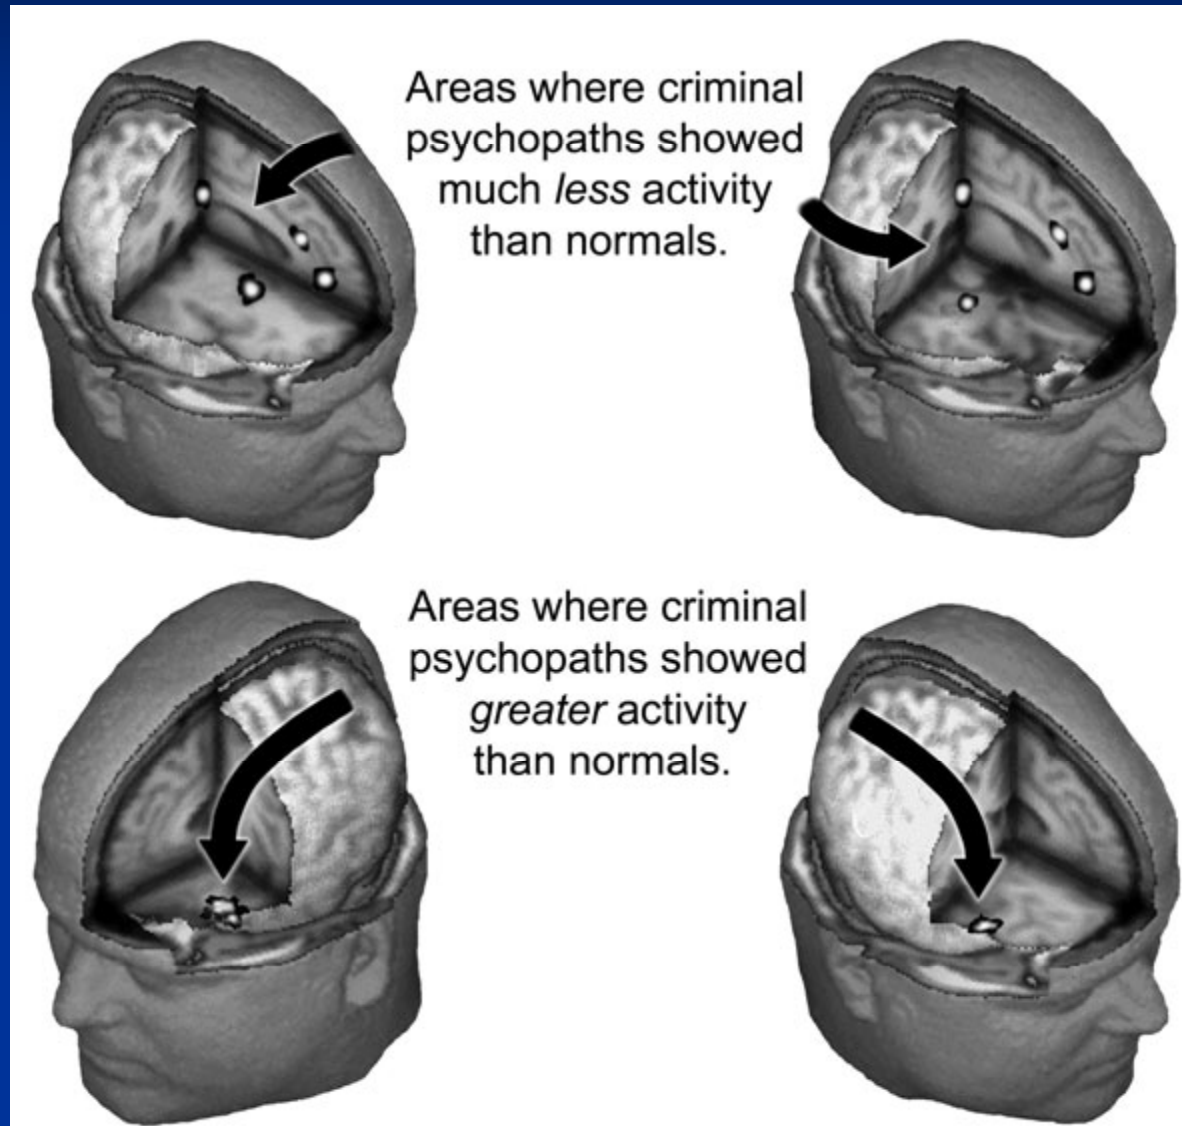 Areas where criminal
psychopaths showed
much less activity
than normals.
Areas where criminal
psychopaths showed
greater activity
than normals.